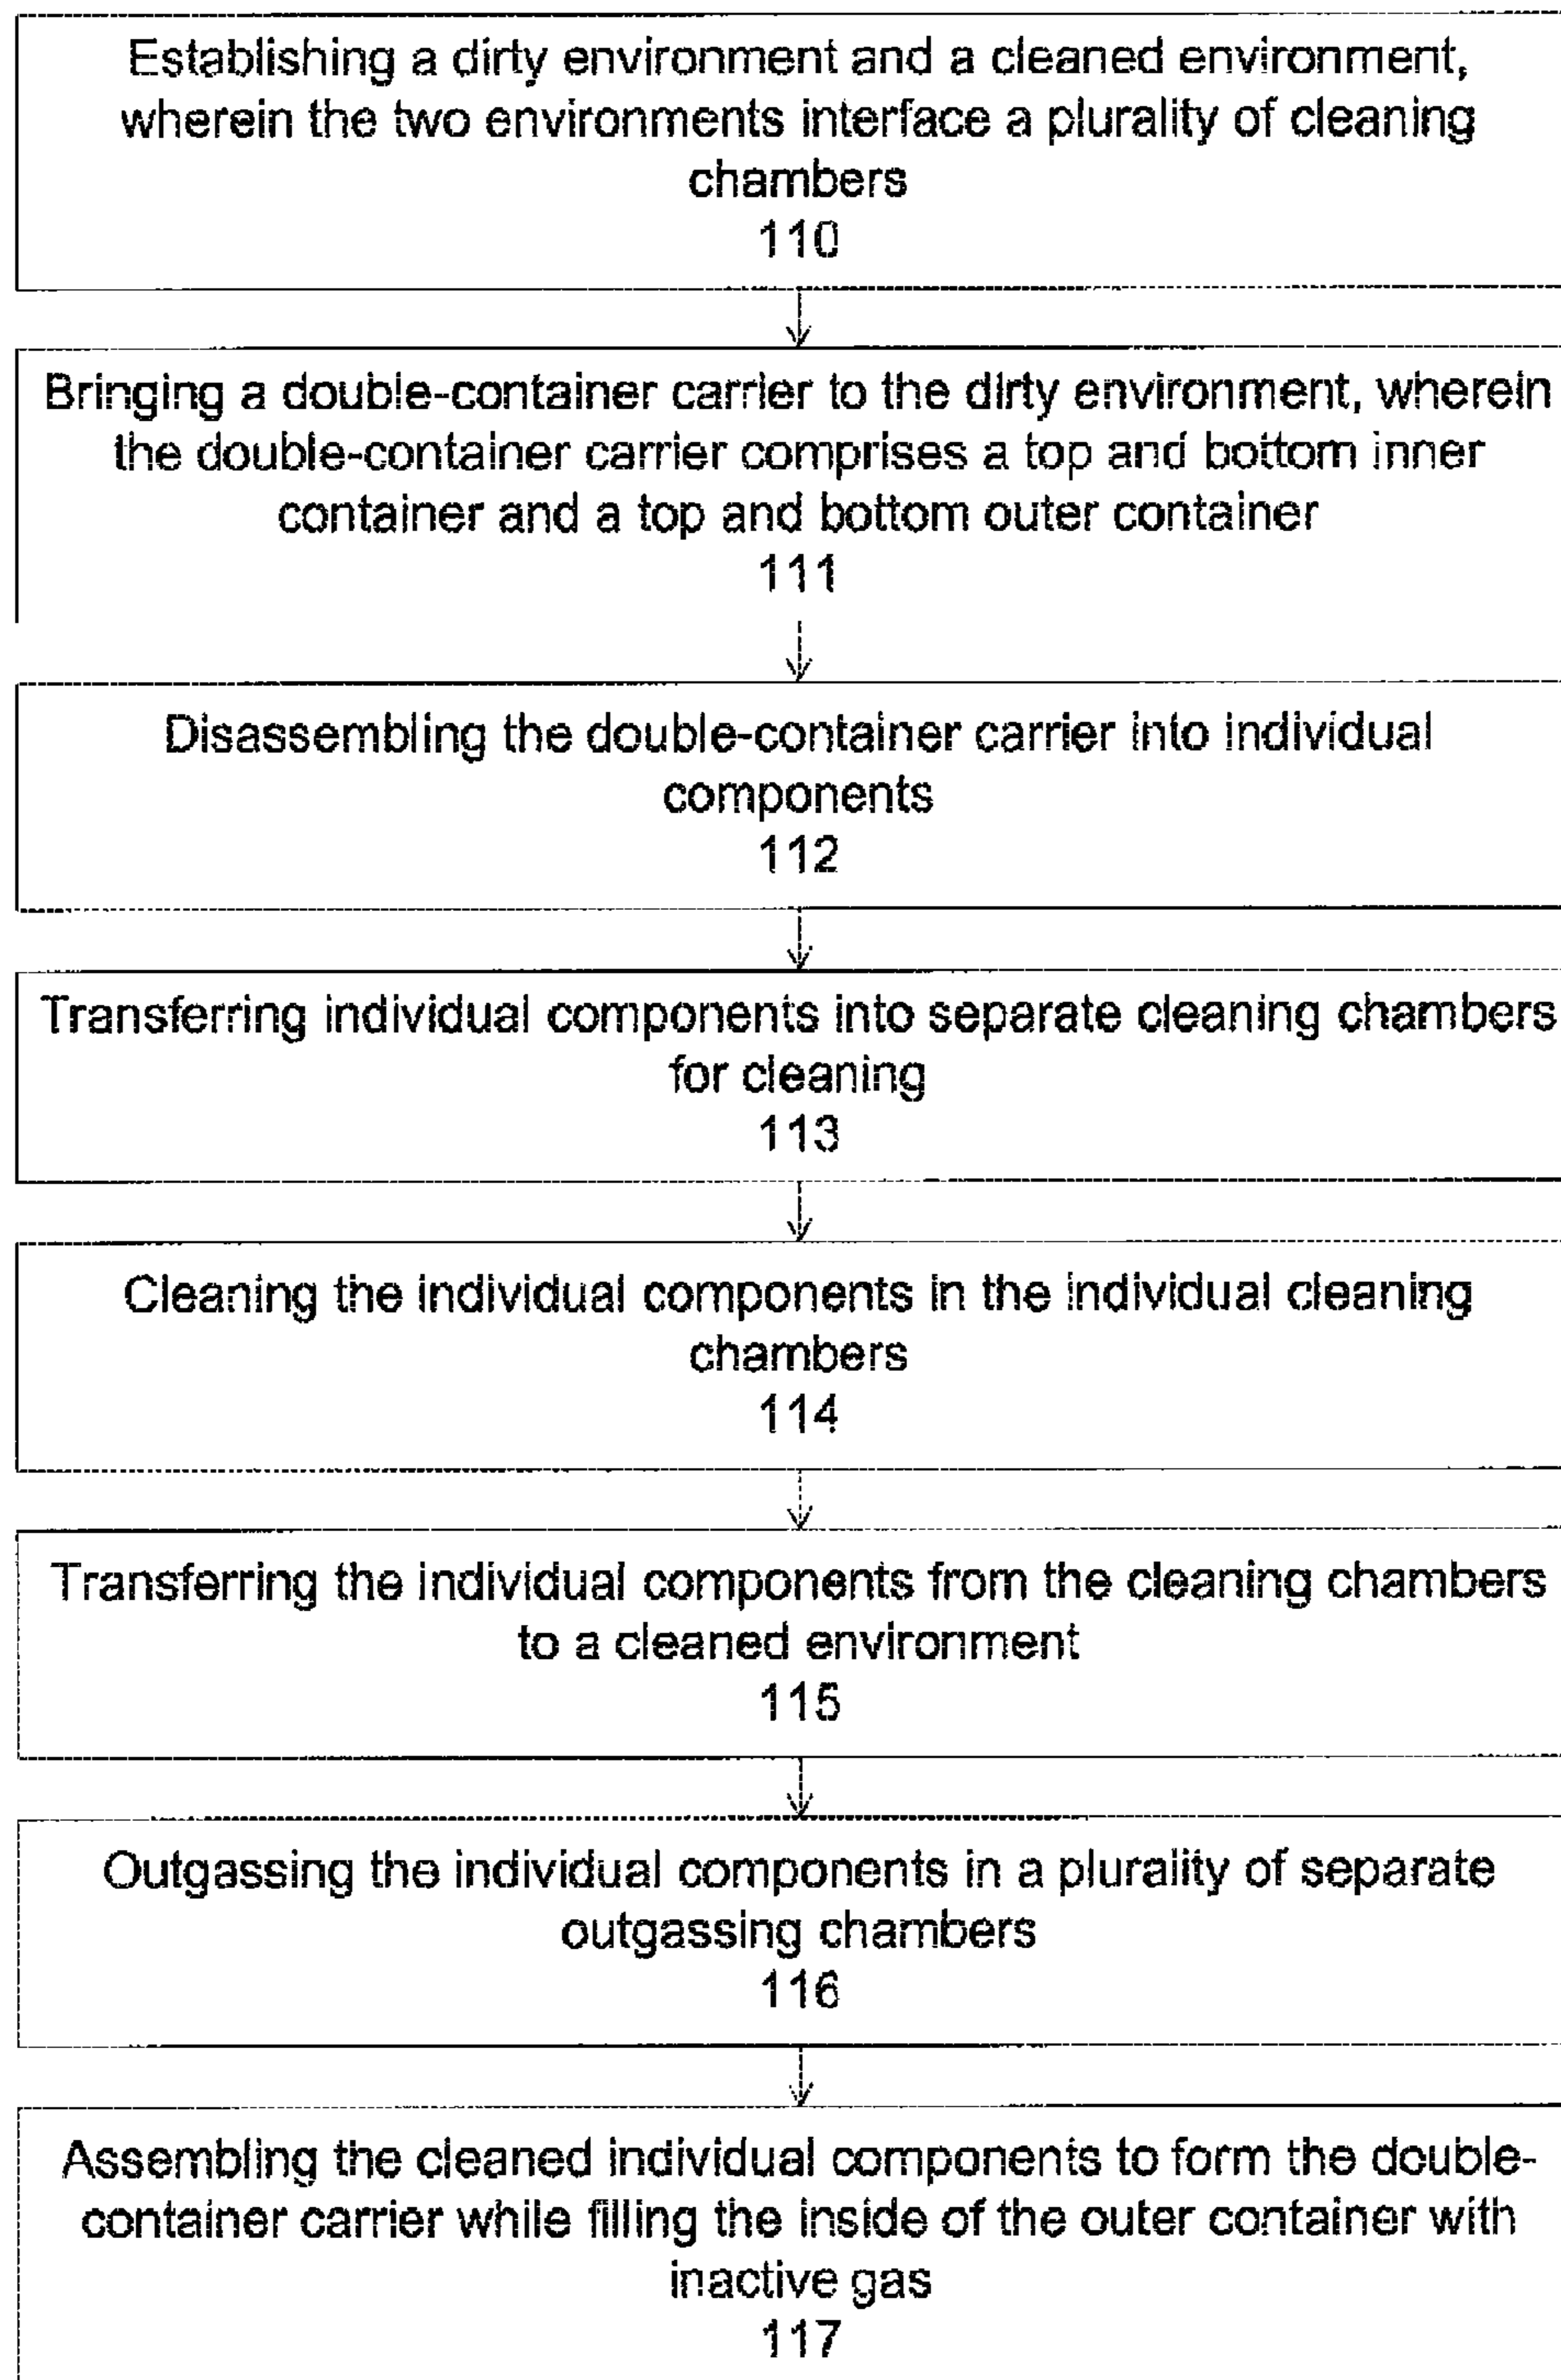 Establishing a dirty environment and a cleaned environment,
wherein the two environments interface a plurality of cleaning
chambers
110
Bringing a double-container carrier to the dirty environment, wherein
the double-container carrier comprises a top and bottom inner
container and a top and bottom outer container
111
Disassembling the double-container carrier into individual
components
112
Transferring individual components into separate cleaning chambers
for cleaning
113
Cleaning the individual components in the individual cleaning
chambers
114
Transferring the individual components from the cleaning chambers
to a cleaned environment
115
Outgassing the individual components in a plurality of separate
outgassing chambers
116
Assembling the cleaned individual components to form the double-
container carrier while filling the inside of the outer container with
inactive gas
117